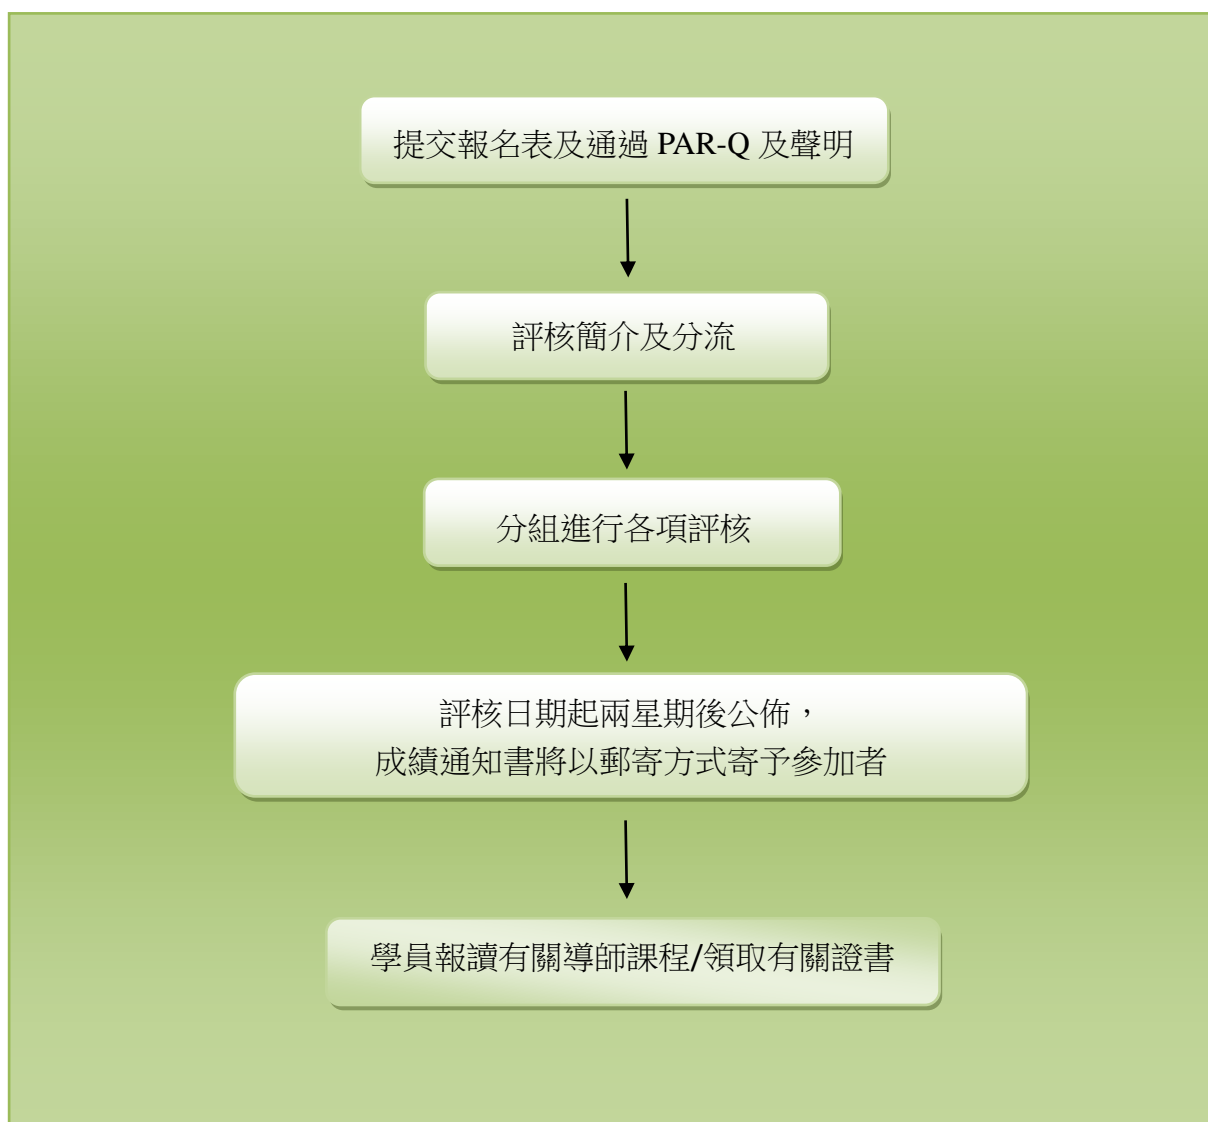 提交報名表及通過 PAR-Q 及聲明
評核簡介及分流
分組進行各項評核
評核日期起兩星期後公佈，
成績通知書將以郵寄方式寄予參加者
學員報讀有關導師課程/領取有關證書